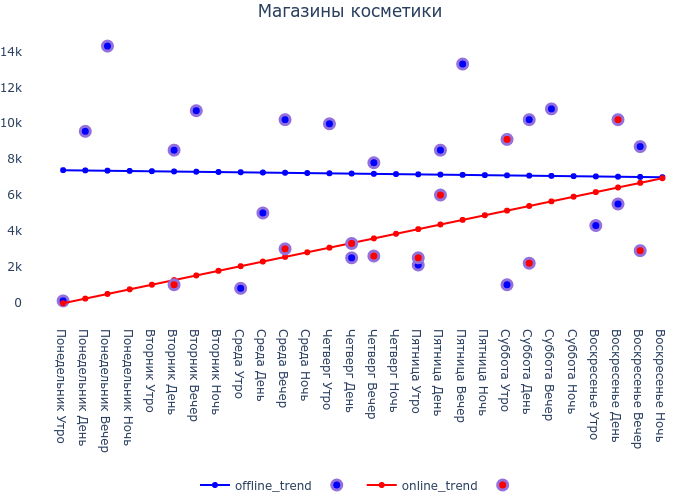 Магазины косметики
14k
12k
10k
8k
6k
4k
2k
0
Понедельник Утро
Понедельник День
Понедельник Вечер
Понедельник Ночь
Вторник Утро
Вторник День
Вторник Вечер
Вторник Ночь
Среда Утро
Среда День
Среда Вечер
Среда Ночь
Четверг Утро
Четверг День
Четверг Вечер
Четверг Ночь
Пятница Утро
Пятница День
Пятница Вечер
Пятница Ночь
Суббота Утро
Суббота День
Суббота Вечер
Суббота Ночь
Воскресенье Утро
Воскресенье День
Воскресенье Вечер
Воскресенье Ночь
offline_trend online_trend